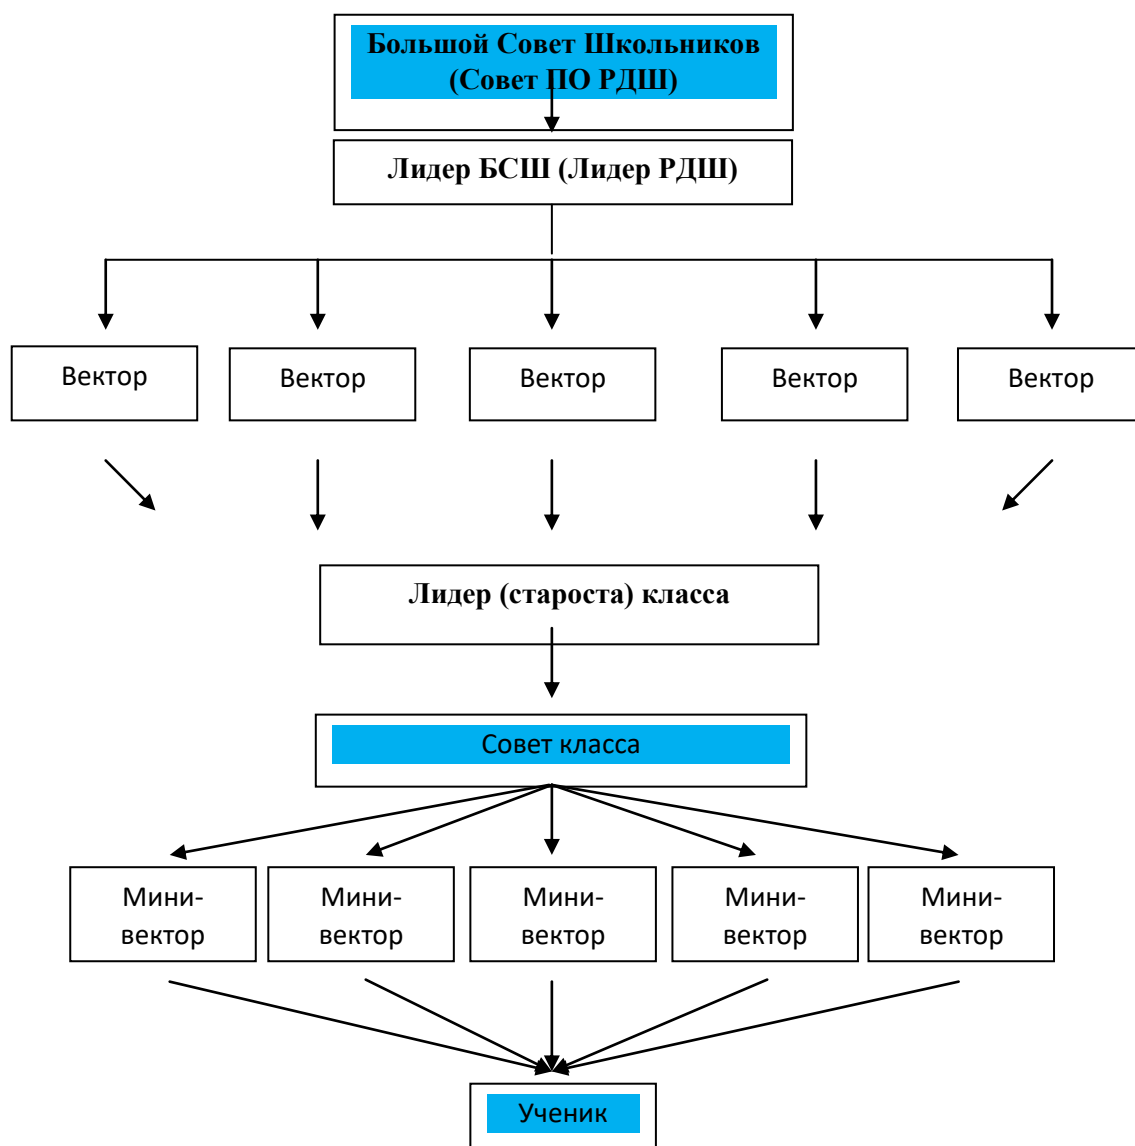 Большой Совет Школьников
(Совет ПО РДШ)
Лидер БСШ (Лидер РДШ)
Вектор
Вектор
Вектор
Вектор
Вектор
Лидер (староста) класса
Совет класса
Мини-
вектор
Мини-
вектор
Мини-
вектор
Мини-
вектор
Мини-
вектор
Ученик